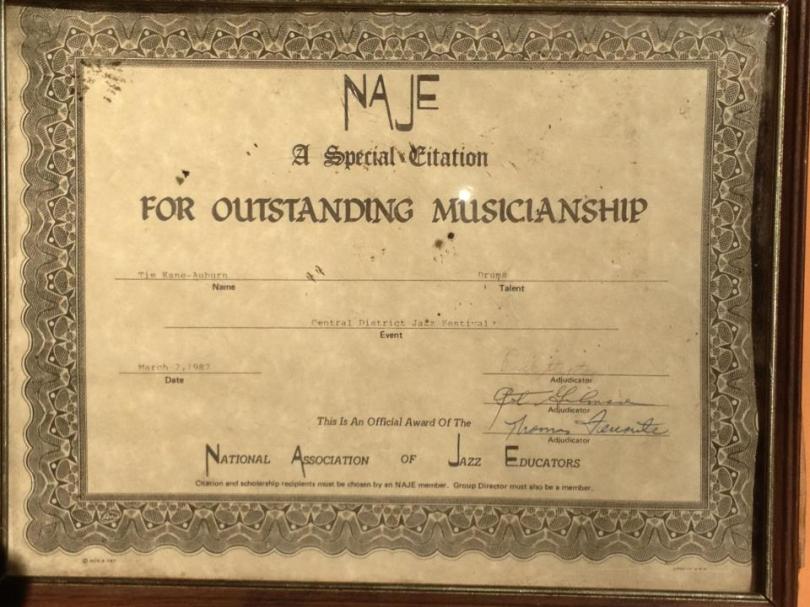 NAJE
A Special Citation
FOR OUTSTANDING MUSICIANSHIP
Tim Kane-Auburn Drums
Name Talent
Central District Jazz Festival
Event
March 7,1987
Date Adjudicator
Adjudicator
This Is An Official Award Of The Thomas
Adjudicator
NATIONAL ASSOCIATION OF JAZZ EDUCATORS
Citation and scholarship recipients must be chosen by an NAJE member. Group Director must also be a member.